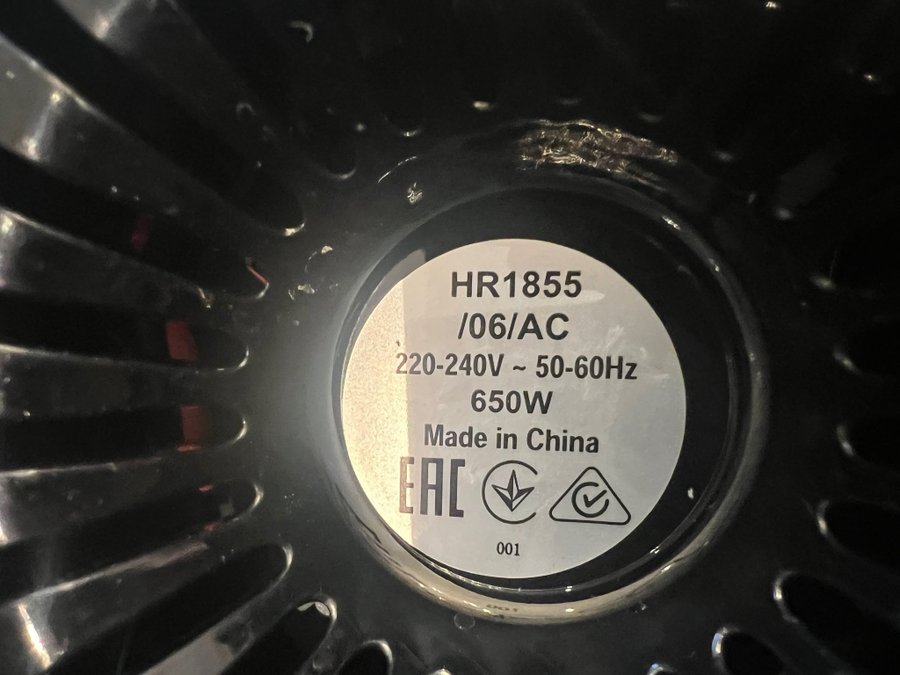 HR1855
/06/AC
220-240V ~ 50-60Hz
650W
Made in China
EAC
001